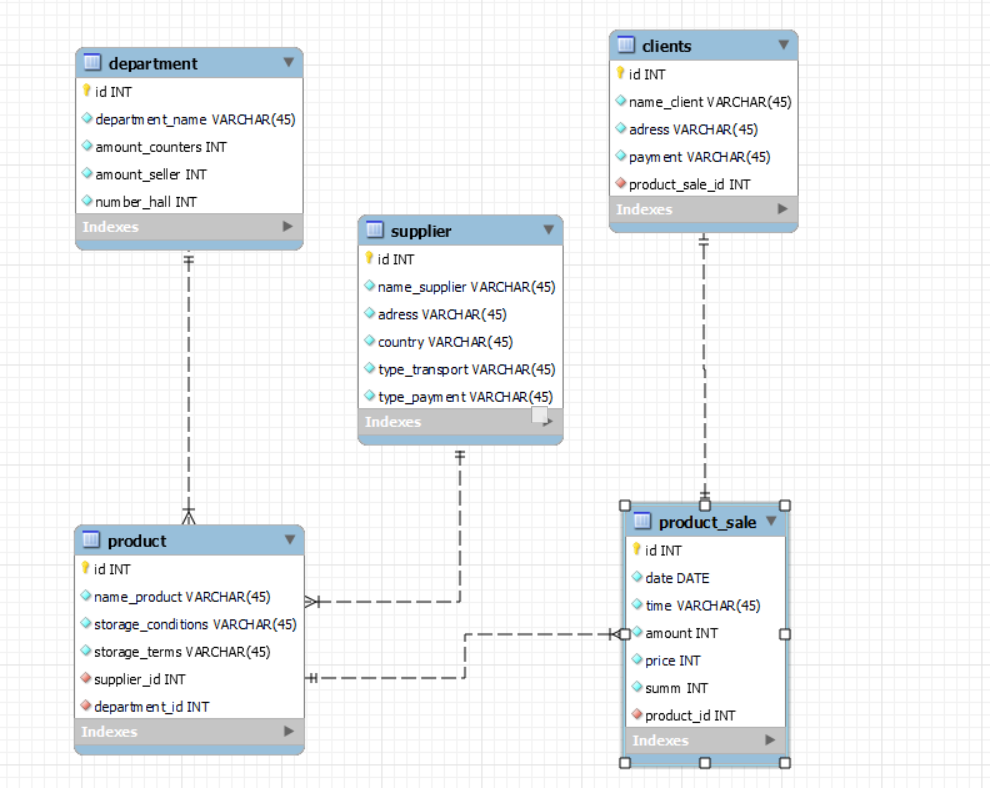 department
id INT
department_name VARCHAR(45)
amount_counters INT
amount_seller INT
number_hall INT
Indexes
clients
id INT
name_client VARCHAR(45)
adress VARCHAR(45)
payment VARCHAR(45)
product_sale_id INT
Indexes
supplier
id INT
name_supplier VARCHAR(45)
adress VARCHAR(45)
country VARCHAR(45)
type_transport VARCHAR(45)
type_payment VARCHAR(45)
Indexes
product
id INT
name_product VARCHAR(45)
storage_conditions VARCHAR(45)
storage_terms VARCHAR(45)
supplier_id INT
department_id INT
Indexes
product_sale
id INT
date DATE
time VARCHAR(45)
amount INT
price INT
summ INT
product_id INT
Indexes